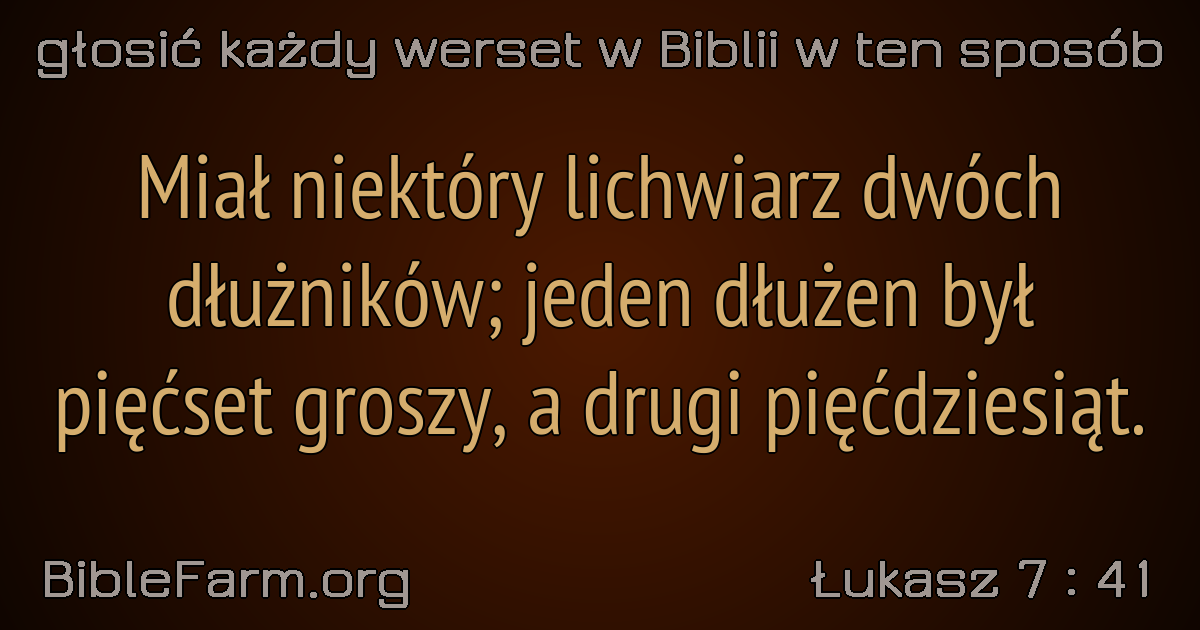 głosić każdy werset w Biblii w ten sposób
Miał niektóry lichwiarz dwóch
dłużników; jeden dłużen był
pięćset groszy, a drugi pięćdziesiąt.
BibleFarm.org
Łukasz 7 : 41